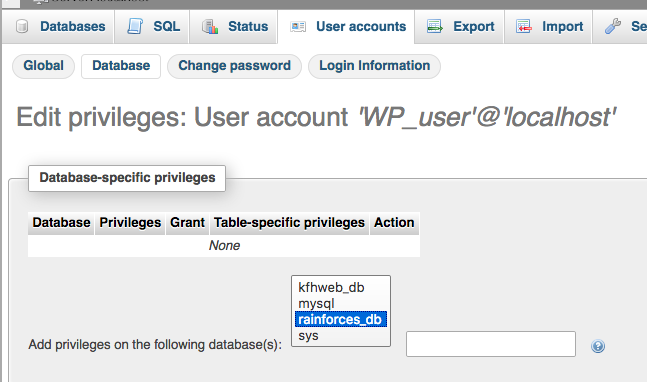 Databases SQL Status User accounts Export Import Se
Global Database Change password Login Information
Edit privileges: User account 'WP_user'@'localhost'
Database-specific privileges
Database Privileges Grant Table-specific privileges Action
None
kfhweb_db
mysql
rainforces_db
sys
Add privileges on the following database(s):